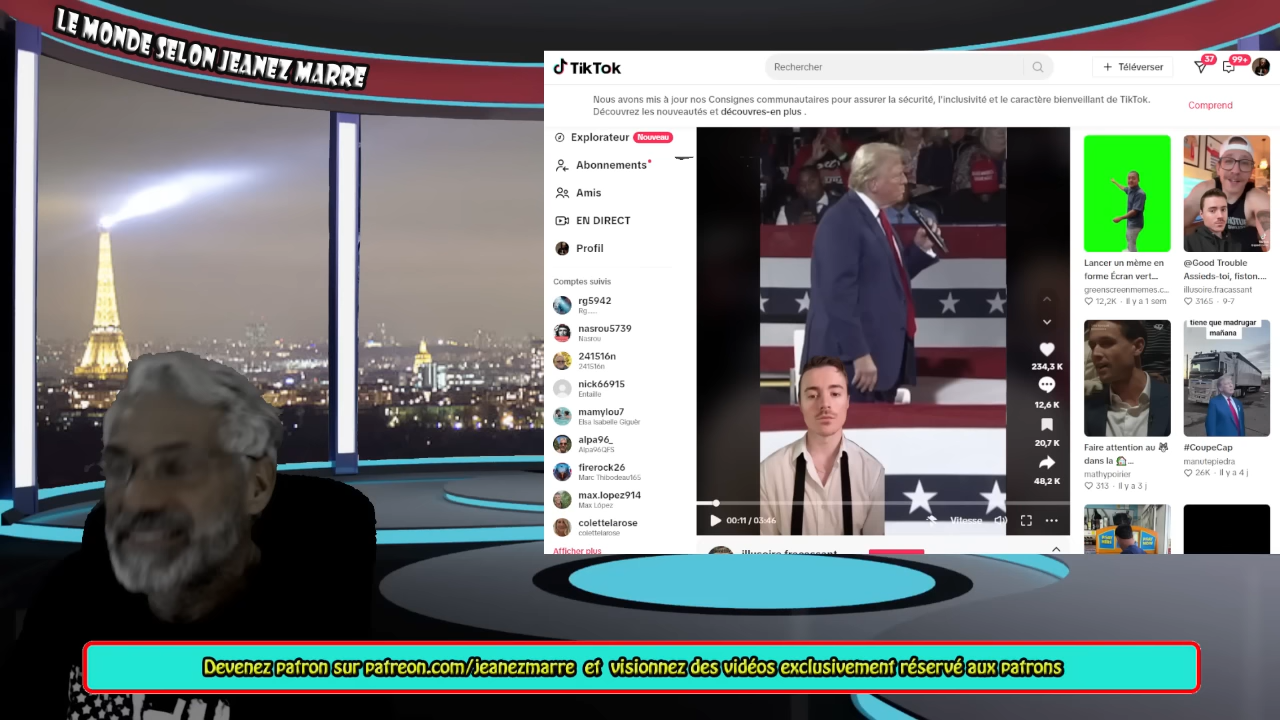 LE MONDE SELON JEANEZ MARRE
TikTok
Rechercher
Téléverser
37
99+
Nous avons mis à jour nos Consignes communautaires pour assurer la sécurité, l'inclusivité et le caractère bienveillant de TikTok.
Découvrez les nouveautés et découvres-en plus .
Comprend
Explorateur Nouveau
Abonnements
Amis
EN DIRECT
Profil
Comptes suivis
rg5942
Rg.....
nasrou5739
Nasrou
241516n
241516n
nick66915
Entaille
mamylou7
Elsa Isabelle Giguèr
alpa96_
Alpa96QFS
firerock26
Marc Thibodeau165
max.lopez914
Max López
colettelarose
colettelarose
Afficher plus
234,3 K
12,6 K
20,7 K
48,2 K
00:11 / 03:46
Vitesse
illusoire.fracassant
Lancer un mème en
forme Écran vert...
greenscreenmemes.c...
12,2K · Il y a 1 sem
@Good Trouble
Assieds-toi, fiston....
illusoire.fracassant
3165 · 9-7
Faire attention au
dans la ...
mathypoirier
313 · Il y a 3 j
tiene que madrugar
mañana
#CoupeCap
manutepiedra
26K · Il y a 4 j
Devenez patron sur patreon.com/jeanezmarre et visionnez des vidéos exclusivement réservé aux patrons